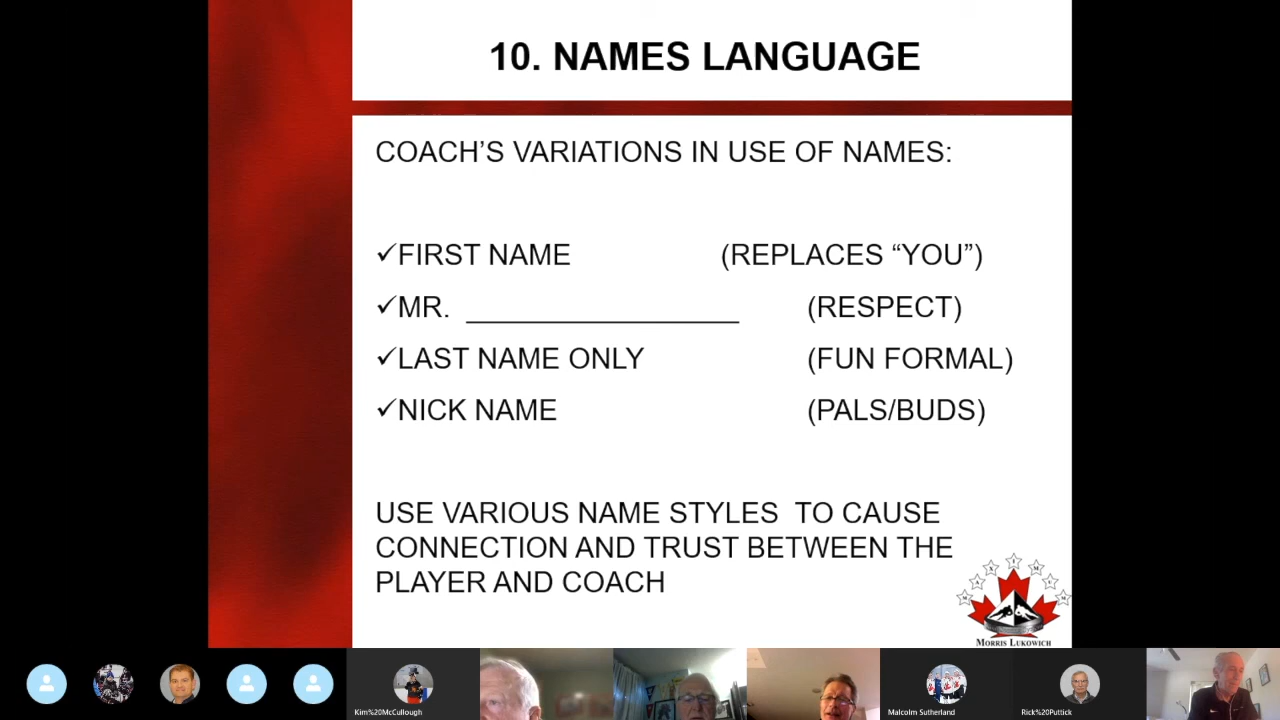 10. NAMES LANGUAGE
COACH’S VARIATIONS IN USE OF NAMES:
✓FIRST NAME (REPLACES “YOU”)
✓MR. _________________ (RESPECT)
✓LAST NAME ONLY (FUN FORMAL)
✓NICK NAME (PALS/BUDS)
USE VARIOUS NAME STYLES TO CAUSE
CONNECTION AND TRUST BETWEEN THE
PLAYER AND COACH
MAXIMUM
MORRIS LUKOWICH
Kim%20McCullough
Malcolm Sutherland
Rick%20Puttick